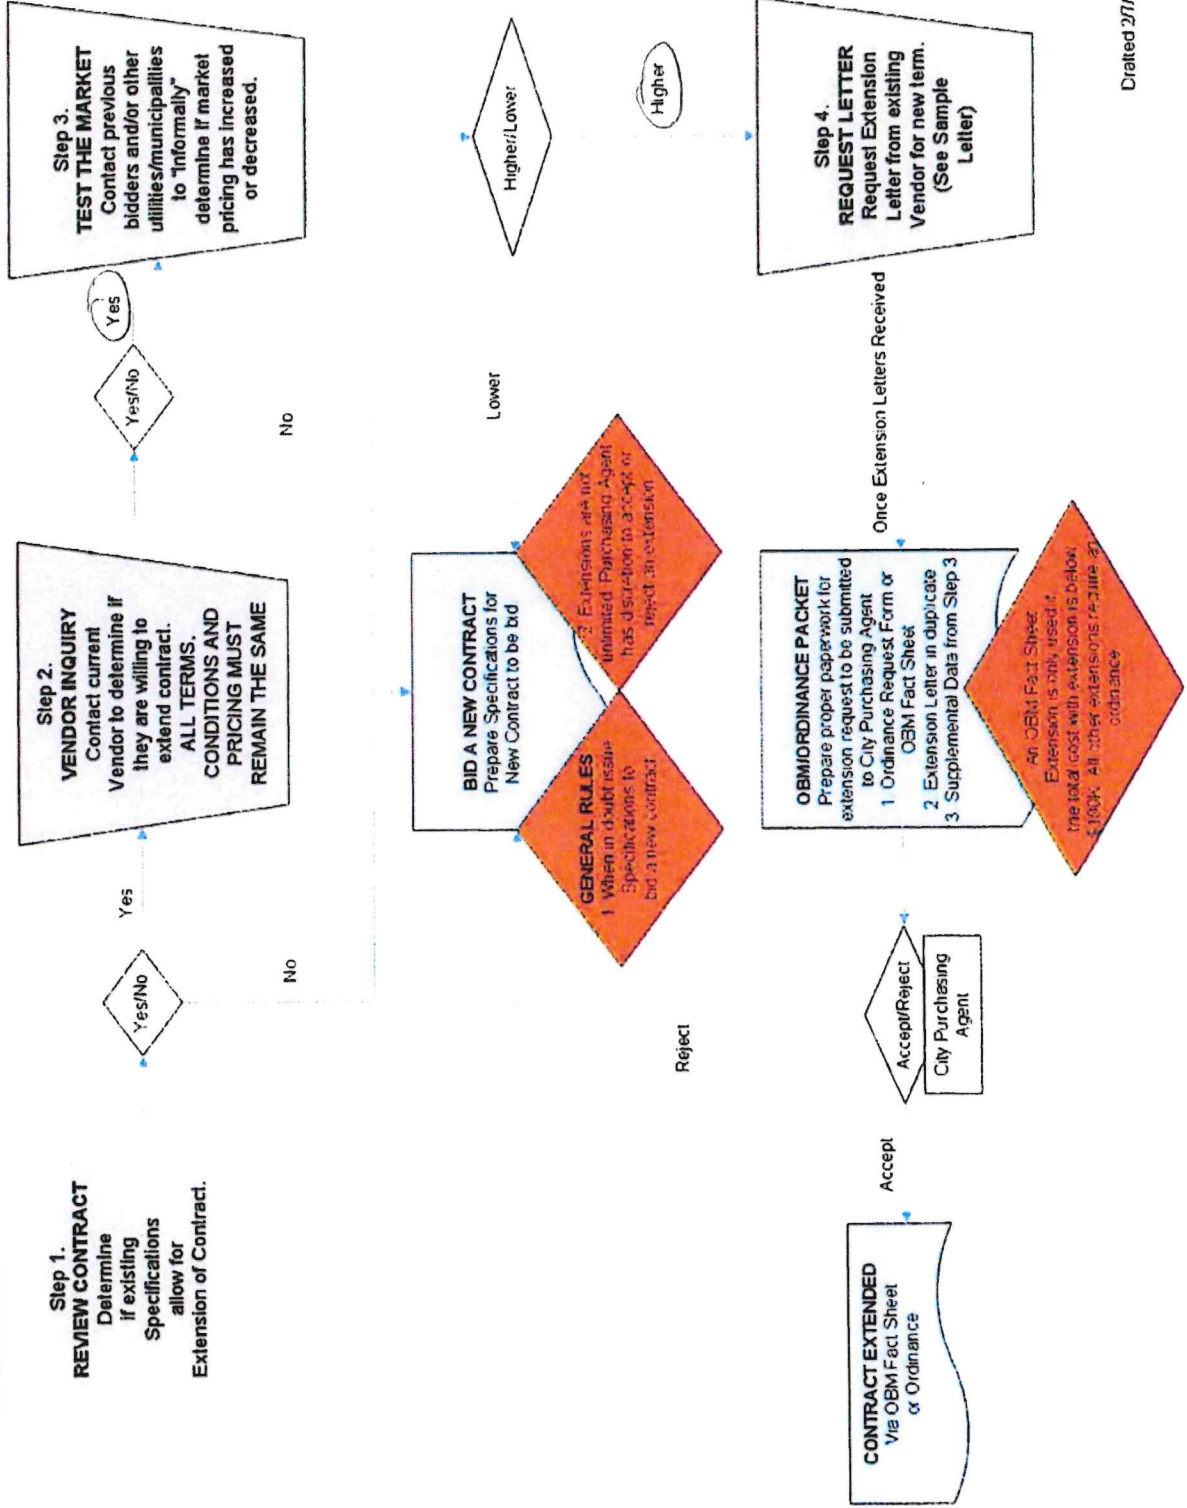 Step 1.
REVIEW CONTRACT
Determine
if existing
Specifications
allow for
Extension of Contract.
Yes/No
Yes
No
Step 2.
VENDOR INQUIRY
Contact current
Vendor to determine if
they are willing to
extend contract.
ALL TERMS,
CONDITIONS AND
PRICING MUST
REMAIN THE SAME
Yes/No
Yes
No
Step 3.
TEST THE MARKET
Contact previous
bidders and/or other
utilities/municipalities
to "informally"
determine if market
pricing has increased
or decreased.
Higher/Lower
Lower
Higher
BID A NEW CONTRACT
Prepare Specifications for
New Contract to be bid
GENERAL RULES
1 When in doubt issue
Specifications to
bid a new contract
2 Extensions are not
unlimited Purchasing Agent
has discretion to accept or
reject an extension
Reject
Step 4.
REQUEST LETTER
Request Extension
Letter from existing
Vendor for new term.
(See Sample
Letter)
Once Extension Letters Received
OBM/ORDINANCE PACKET
Prepare proper paperwork for
extension request to be submitted
to City Purchasing Agent
1 Ordinance Request Form or
OBM Fact Sheet
2 Extension Letter in duplicate
3 Supplemental Data from Step 3
An OBM Fact Sheet
Extension is only used if
the total cost with extension is below
$100K. All other extensions require an
ordinance
Accept/Reject
City Purchasing
Agent
Accept
CONTRACT EXTENDED
Via OBM Fact Sheet
or Ordinance
Drafted 2/7/